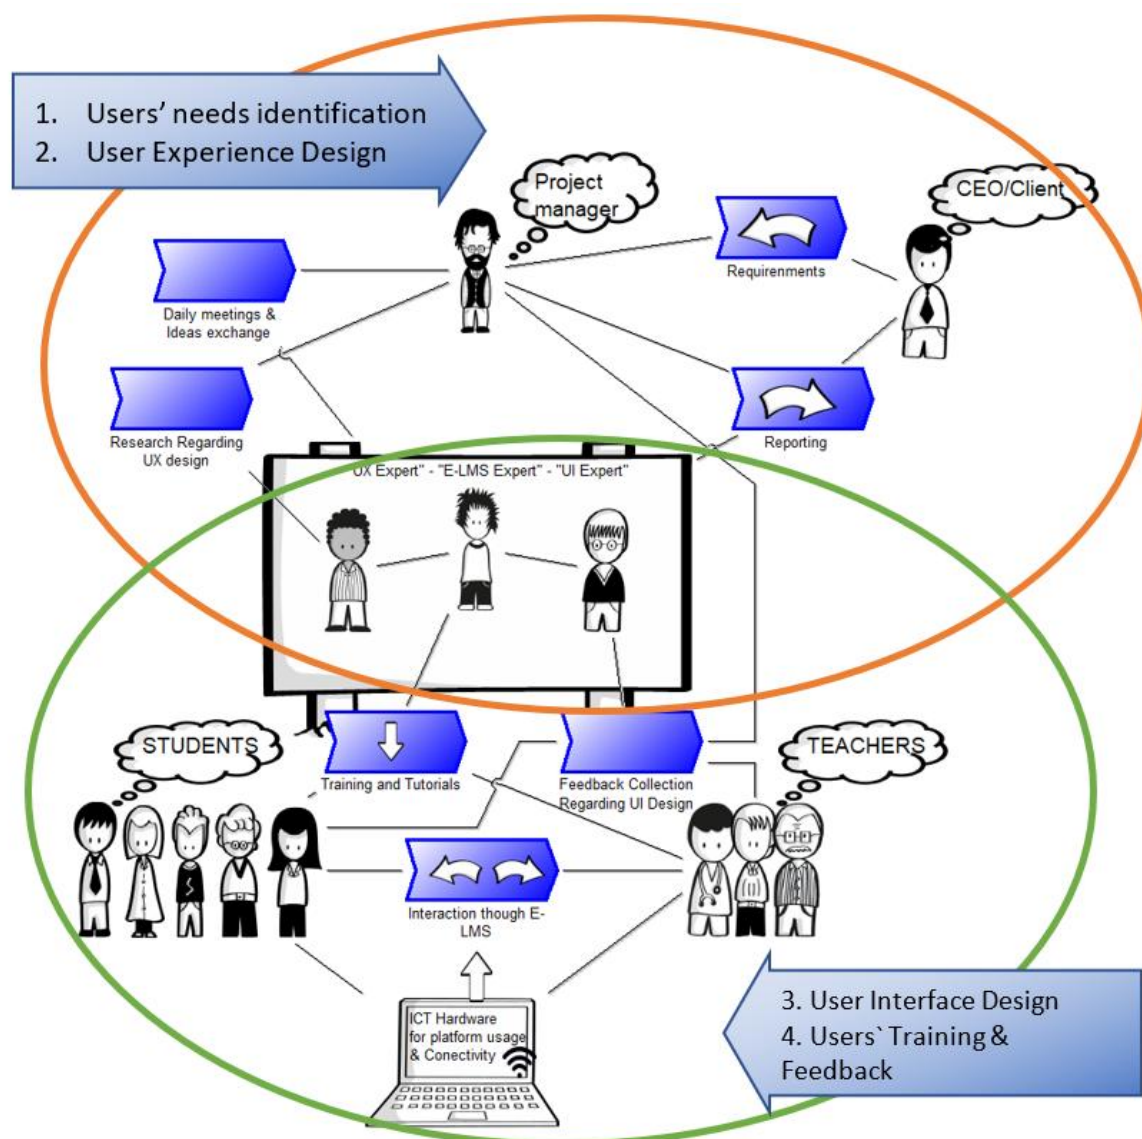 1. Users’ needs identification
2. User Experience Design
Project
manager
CEO/Client
Requirenments
Daily meetings &
Ideas exchange
Research Regarding
UX design
Reporting
UX Expert" - "E-LMS Expert" - "UI Expert"
STUDENTS
TEACHERS
Training and Tutorials
Feedback Collection
Regarding UI Design
Interaction though E-
LMS
ICT Hardware
for platform usage
& Conectivity
3. User Interface Design
4. Users` Training &
Feedback